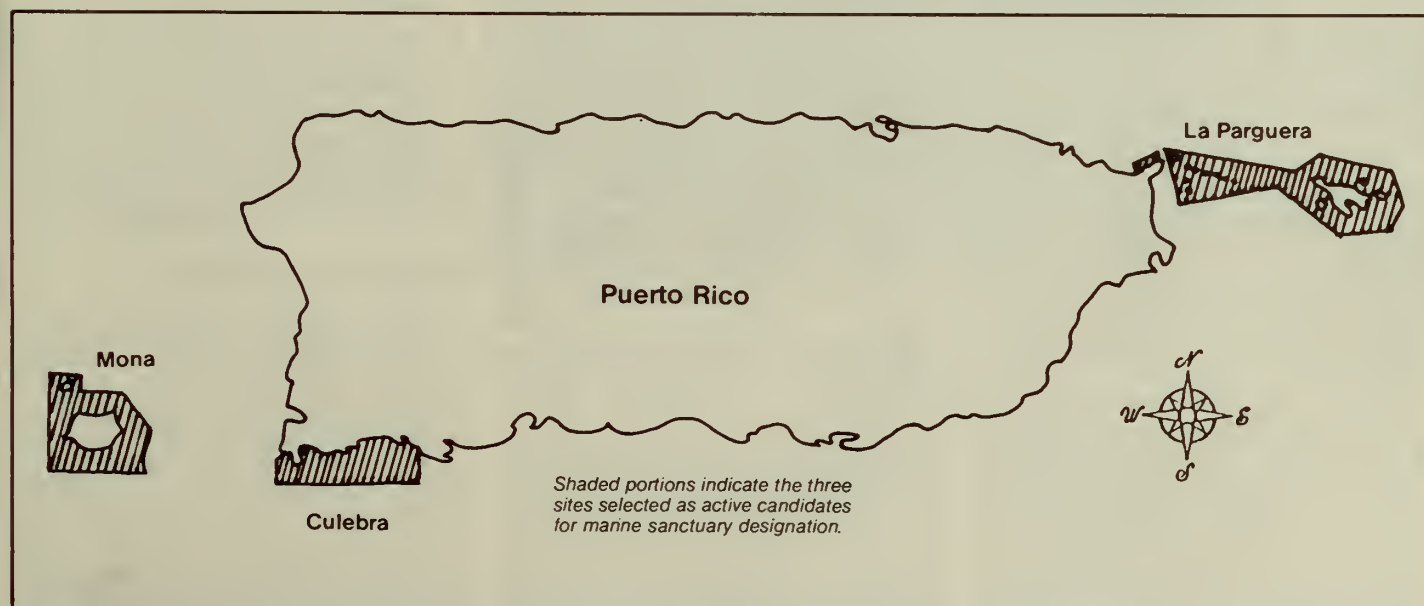 La Parguera
Puerto Rico
Mona
N
W E
S
Culebra
Shaded portions indicate the three
sites selected as active candidates
for marine sanctuary designation.